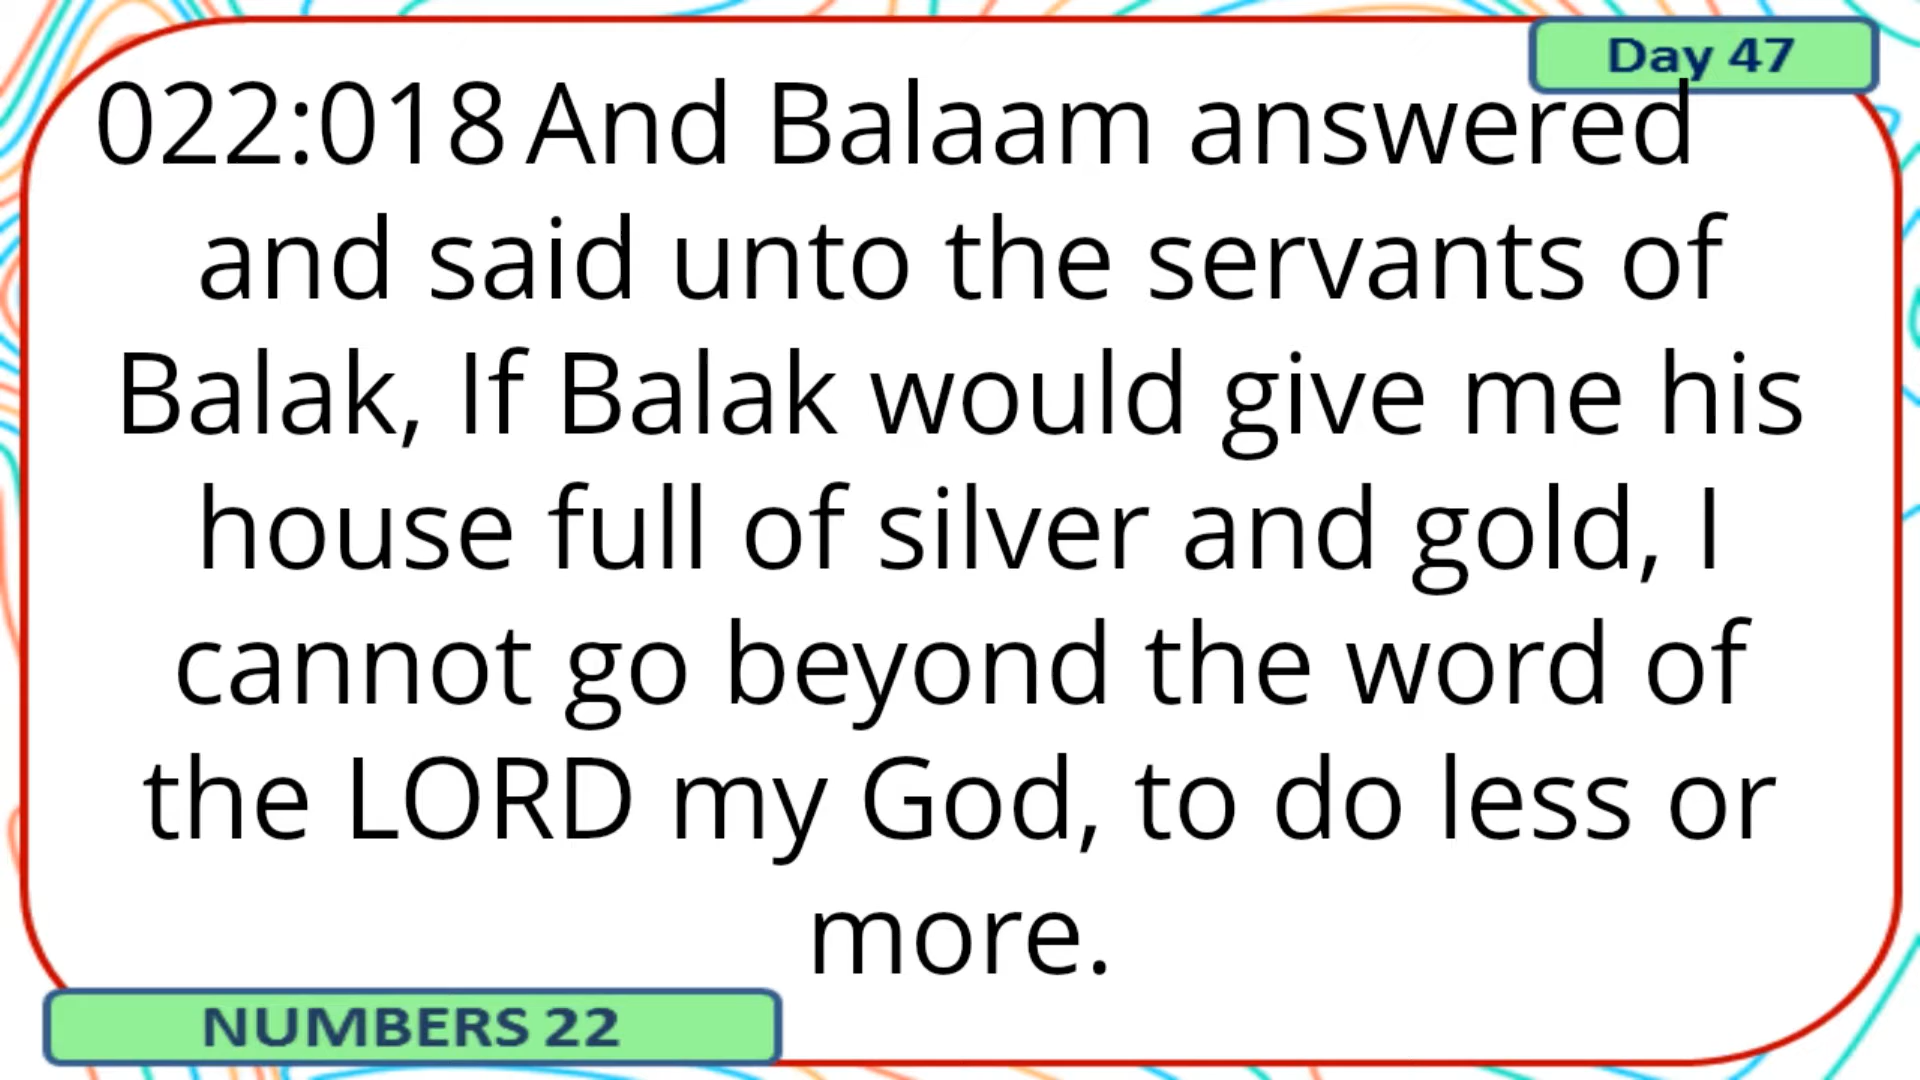 Day 47
022:018 And Balaam answered
and said unto the servants of
Balak, If Balak would give me his
house full of silver and gold, I
cannot go beyond the word of
the LORD my God, to do less or
more.
NUMBERS 22